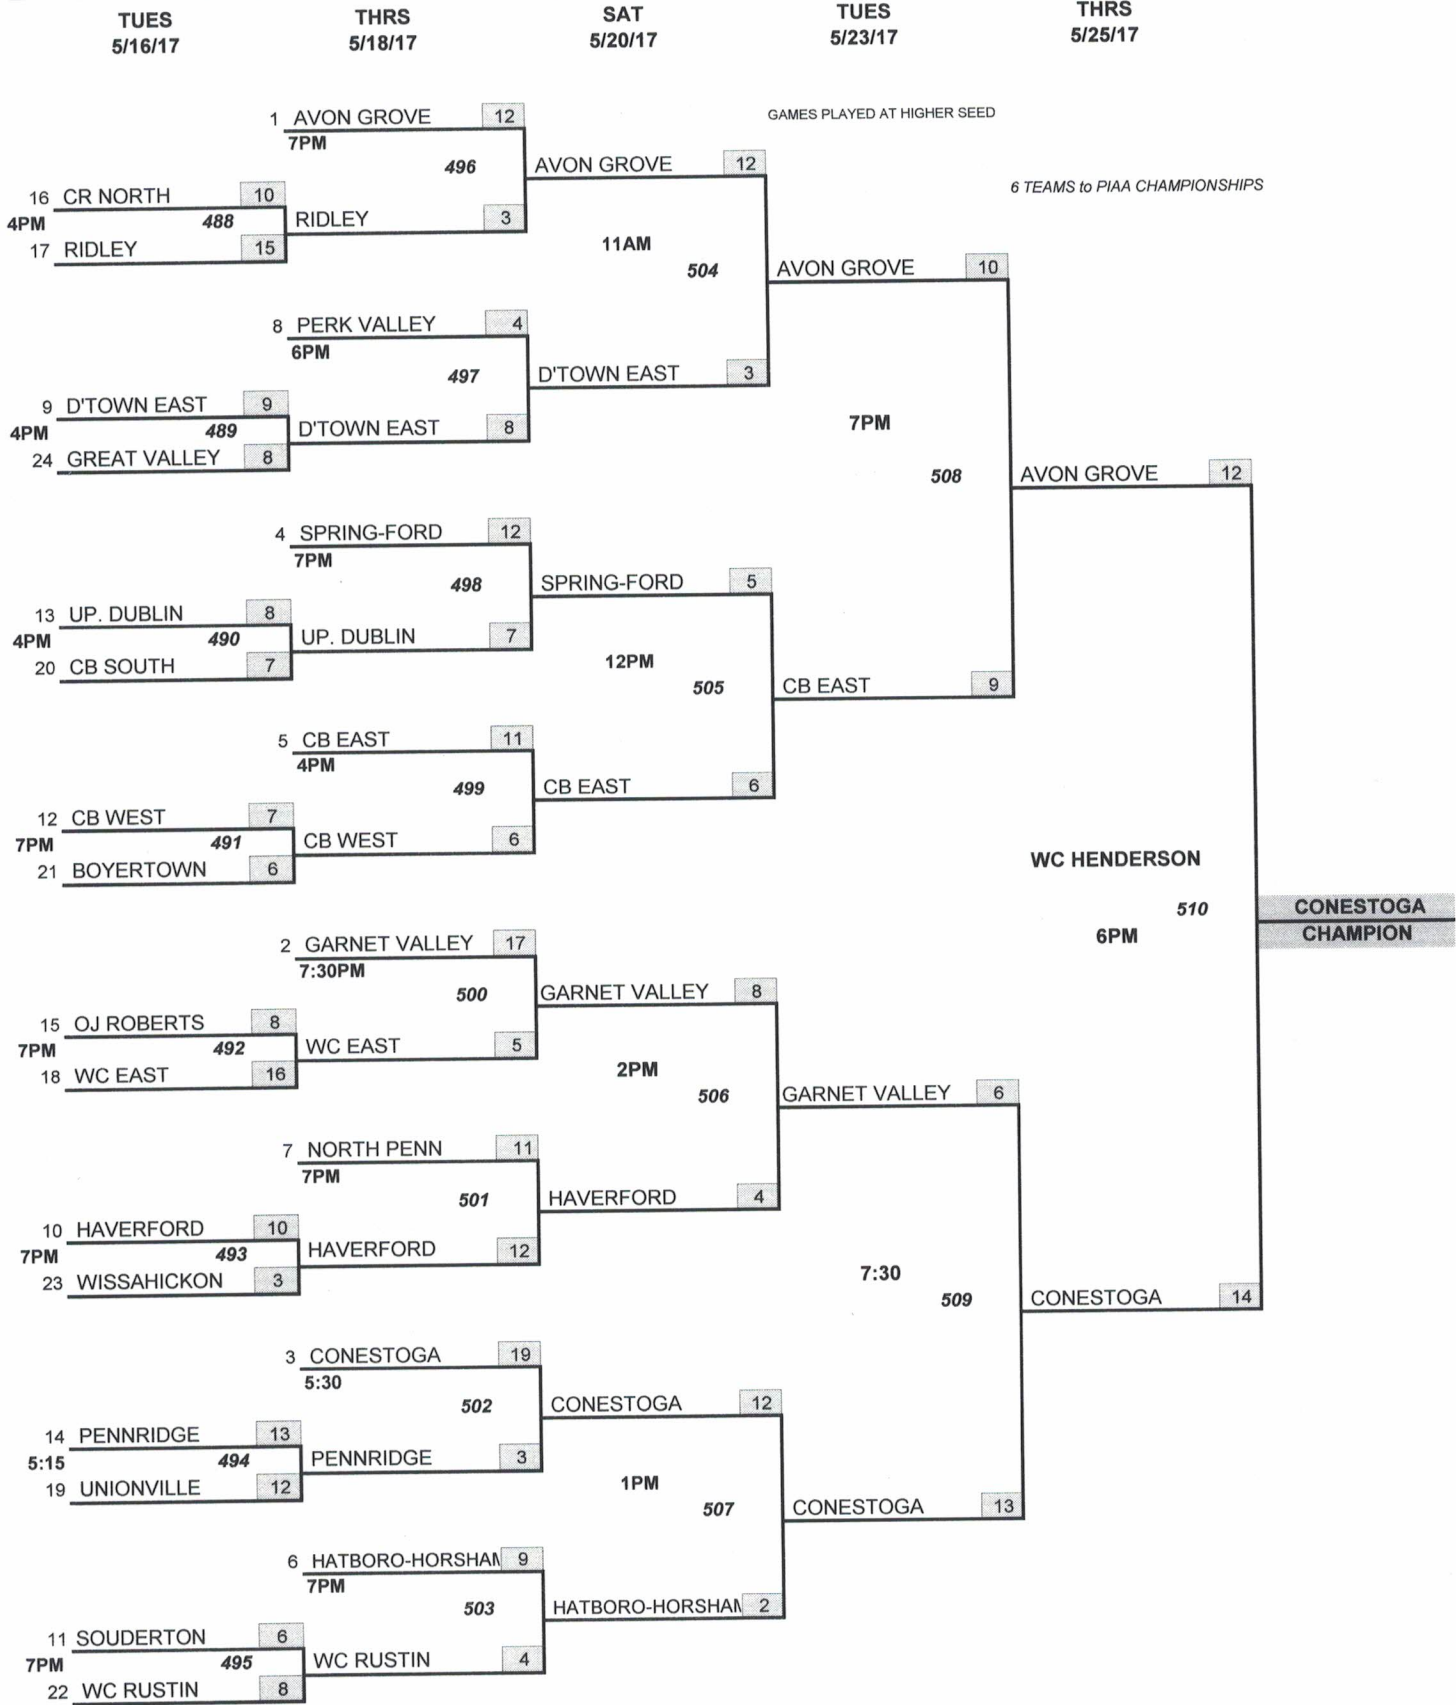 TUES THRS SAT TUES THRS
5/16/17 5/18/17 5/20/17 5/23/17 5/25/17
1 AVON GROVE 12
GAMES PLAYED AT HIGHER SEED
7PM
496 AVON GROVE 12
6 TEAMS to PIAA CHAMPIONSHIPS
16 CR NORTH 10
4PM 488 RIDLEY 3
17 RIDLEY 15
11AM
504 AVON GROVE 10
8 PERK VALLEY 4
6PM
497 D'TOWN EAST 3
9 D'TOWN EAST 9
4PM 489 D'TOWN EAST 8
7PM
24 GREAT VALLEY 8
508 AVON GROVE 12
4 SPRING-FORD 12
7PM
498 SPRING-FORD 5
13 UP. DUBLIN 8
4PM 490 UP. DUBLIN 7
20 CB SOUTH 7
12PM
505 CB EAST 9
5 CB EAST 11
4PM
499 CB EAST 6
12 CB WEST 7
7PM 491 CB WEST 6
21 BOYERTOWN 6
WC HENDERSON
510 CONESTOGA
6PM CHAMPION
2 GARNET VALLEY 17
7:30PM
500 GARNET VALLEY 8
15 OJ ROBERTS 8
7PM 492 WC EAST 5
18 WC EAST 16
2PM
506 GARNET VALLEY 6
7 NORTH PENN 11
7PM
501 HAVERFORD 4
10 HAVERFORD 10
7PM 493 HAVERFORD 12
23 WISSAHICKON 3
7:30
509 CONESTOGA 14
3 CONESTOGA 19
5:30
502 CONESTOGA 12
14 PENNRIDGE 13
5:15 494 PENNRIDGE 3
19 UNIONVILLE 12
1PM
507 CONESTOGA 13
6 HATBORO-HORSHAM 9
7PM
503 HATBORO-HORSHAM 2
11 SOUDERTON 6
7PM 495 WC RUSTIN 4
22 WC RUSTIN 8